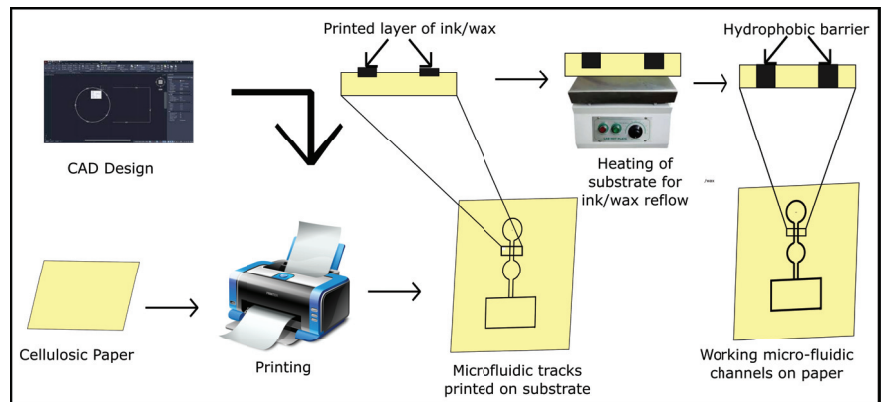 Printed layer of ink/wax
Hydrophobic barrier
CAD Design
Heating of
substrate for
ink/wax reflow
/wax
Cellulosic Paper
Printing
Microfluidic tracks
printed on substrate
Working micro-fluidic
channels on paper